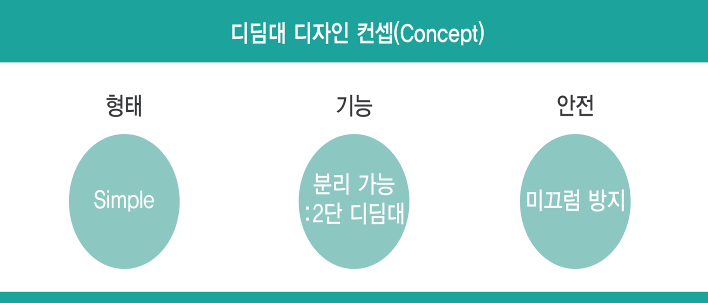 디딤대 디자인 컨셉(Concept)
형태
기능
안전
Simple
분리 가능
:2단 디딤대
미끄럼 방지